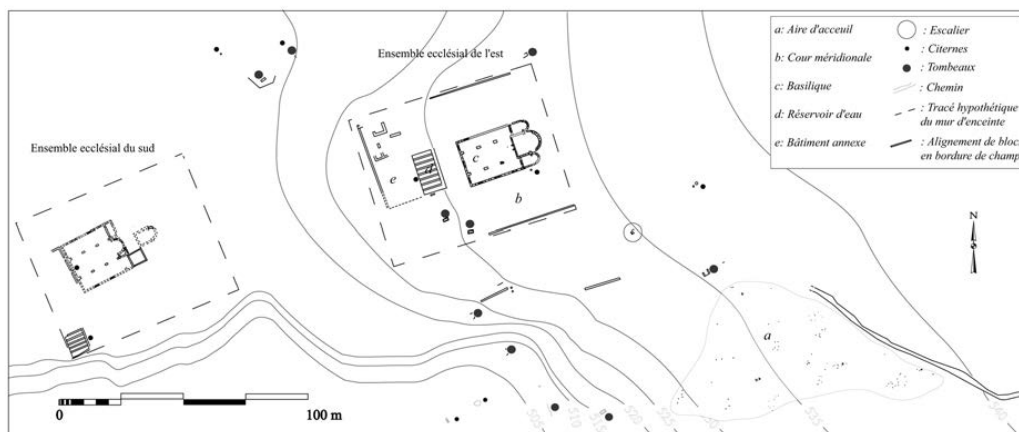 Ensemble ecclésial de l'est
Ensemble ecclésial du sud
a: Aire d'acceuil
b: Cour méridionale
c: Basilique
d: Réservoir d'eau
e: Bâtiment annexe
: Escalier
: Citernes
: Tombeaux
: Chemin
: Tracé hypothétique
du mur d'enceinte
: Alignement de bloc
en bordure de champ
c
d
e
b
N
a
0
100 m
505
510
515
520
525
535
540